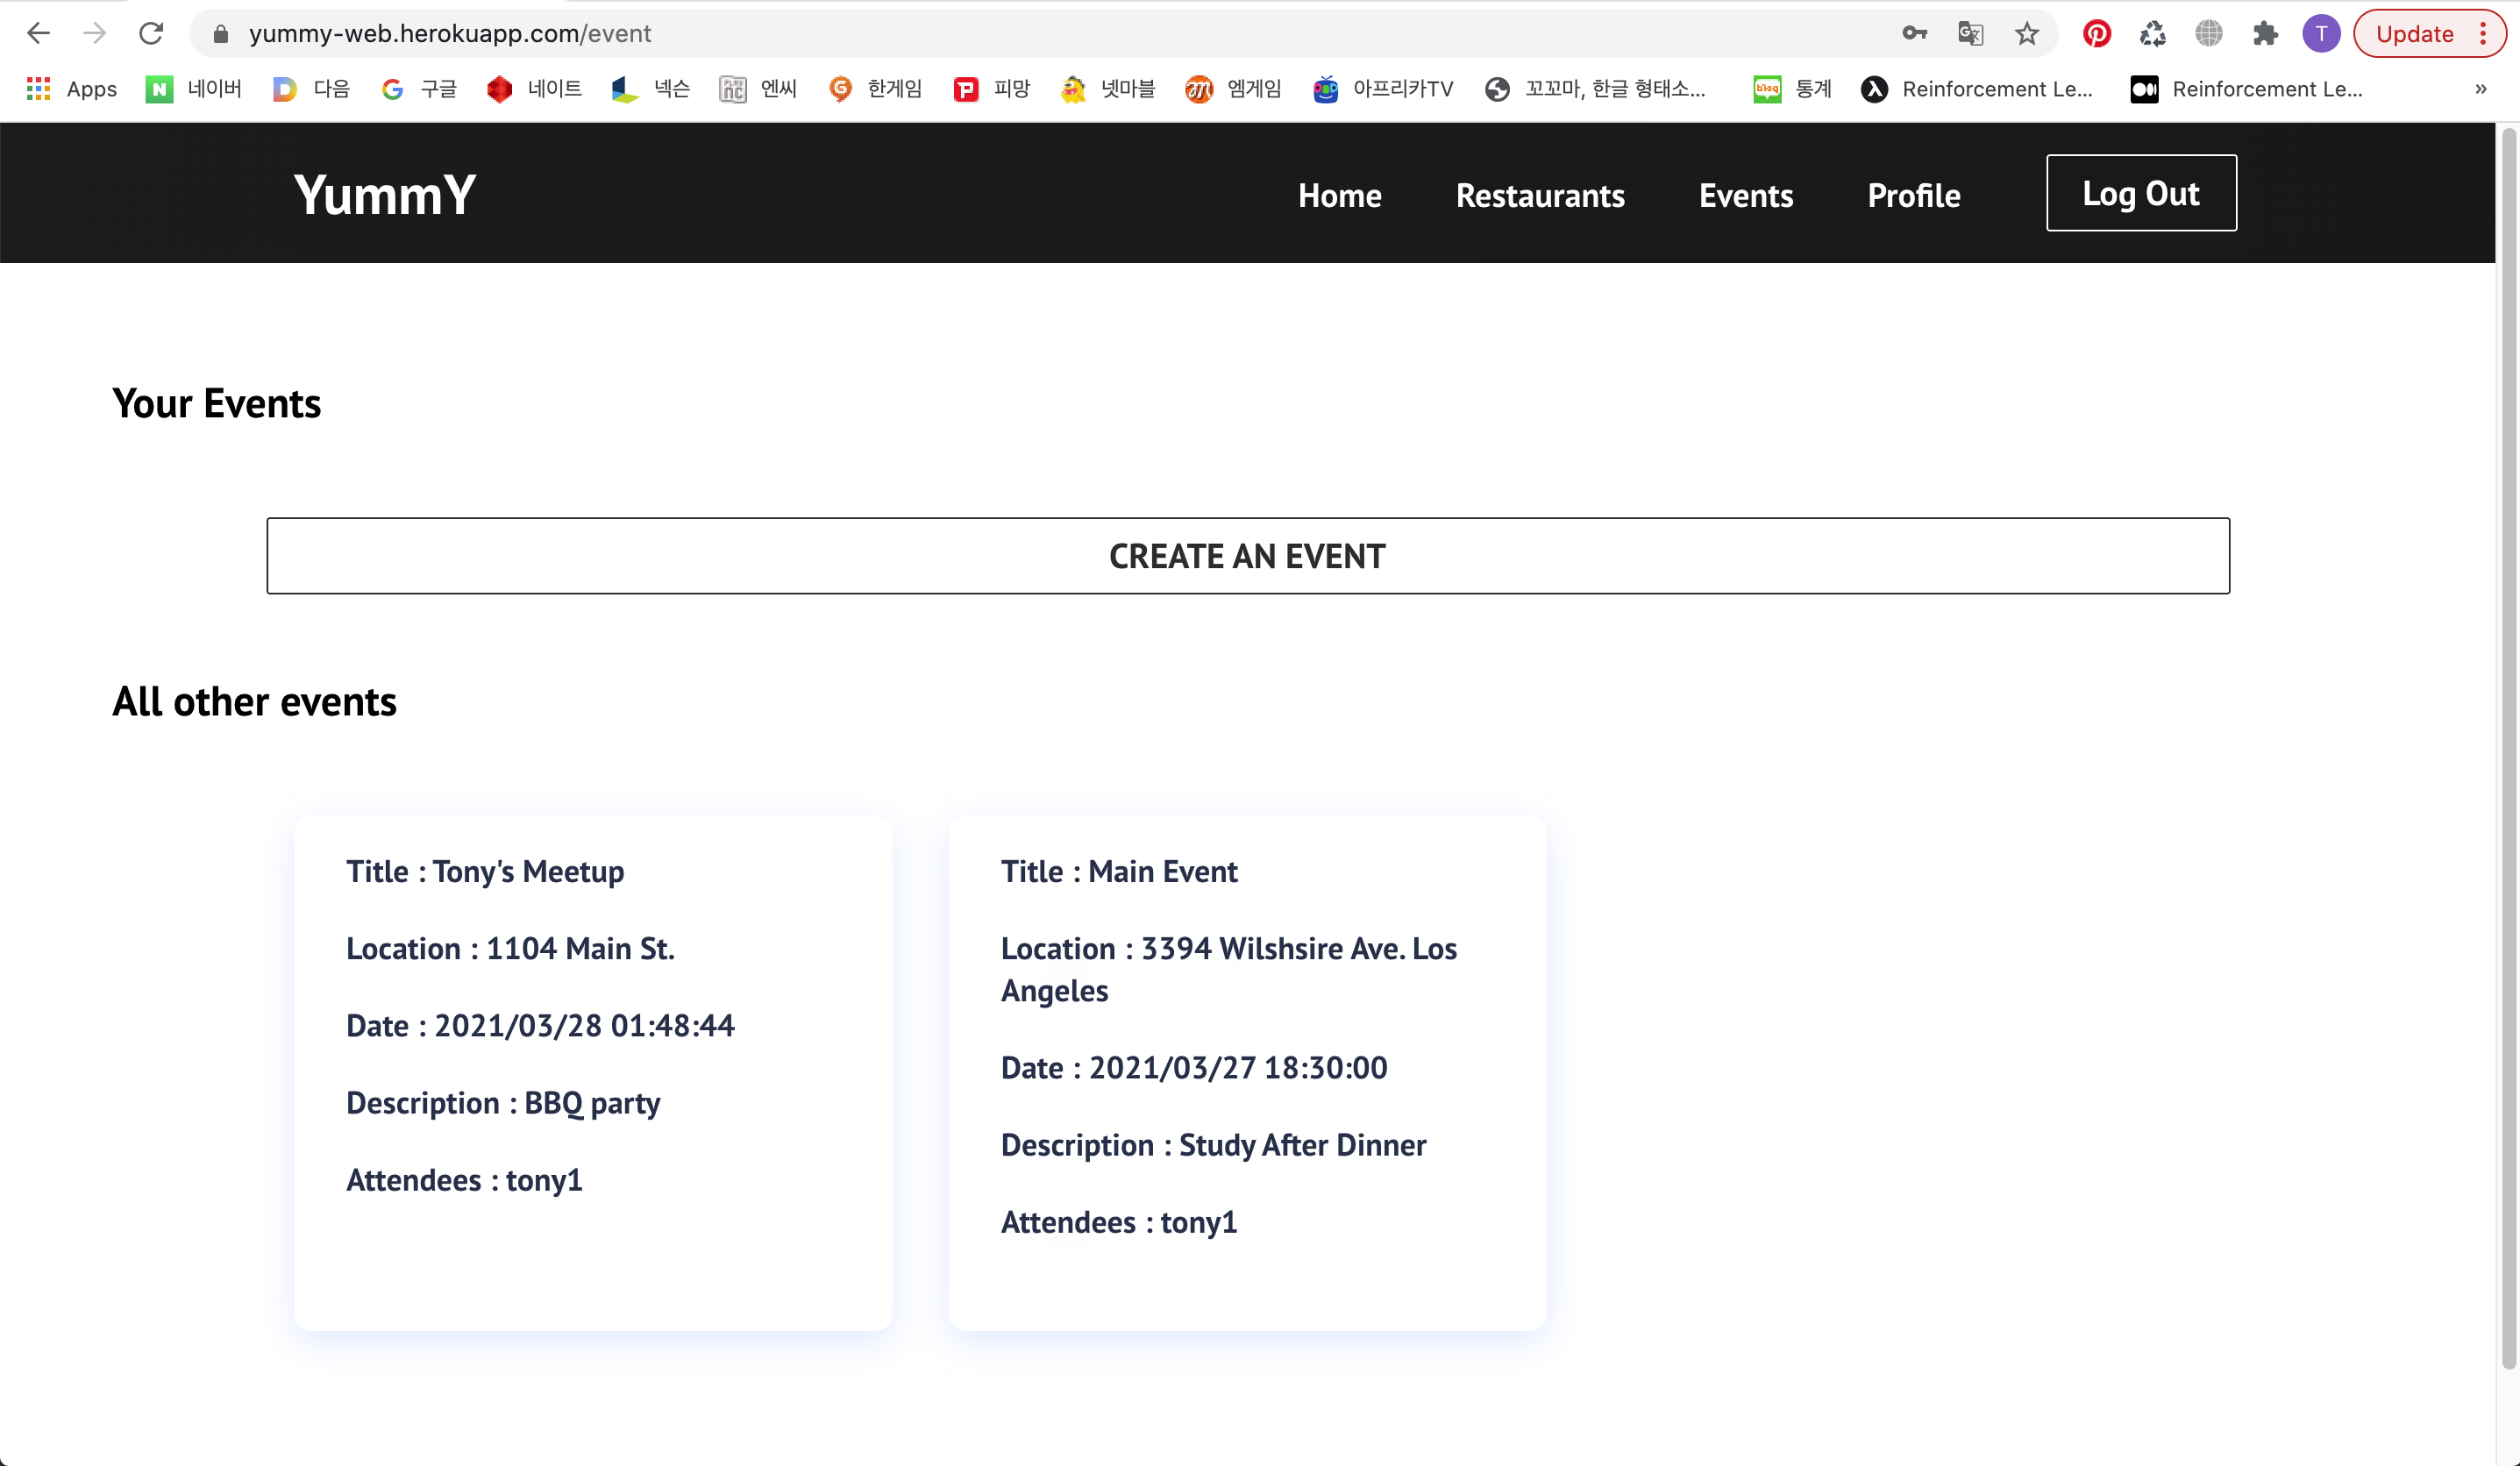 yummy-web.herokuapp.com/event
T
Update
Apps
N 네이버
D 다음
G 구글
네이트
넥슨
PLAY nc 엔씨
G 한게임
P 피망
넷마블
m 엠게임
아프리카TV
꼬꼬마, 한글 형태소...
blog 통계
Reinforcement Le...
Reinforcement Le...
»
YummY
Home
Restaurants
Events
Profile
Log Out
Your Events
CREATE AN EVENT
All other events
Title : Tony's Meetup
Location : 1104 Main St.
Date : 2021/03/28 01:48:44
Description : BBQ party
Attendees : tony1
Title : Main Event
Location : 3394 Wilshsire Ave. Los
Angeles
Date : 2021/03/27 18:30:00
Description : Study After Dinner
Attendees : tony1